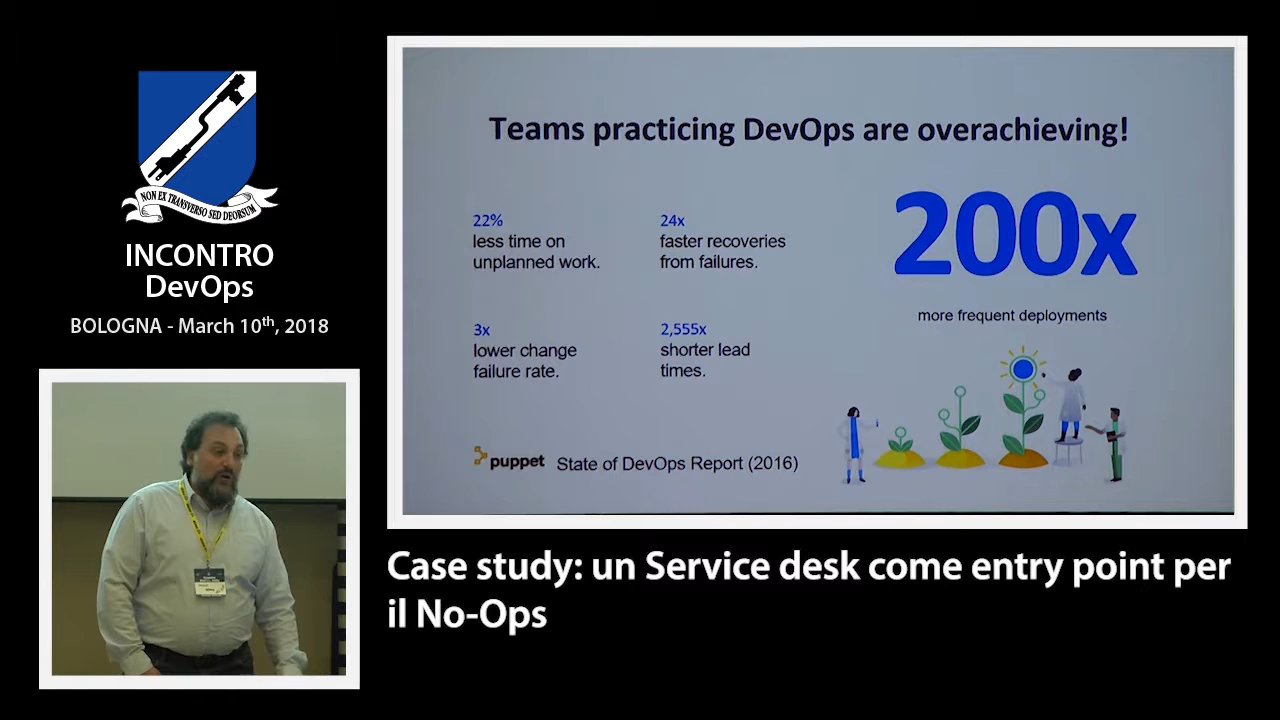 NON EX TRANSVERSO SED DEORSUM
INCONTRO
DevOps
BOLOGNA - March 10th, 2018
Teams practicing DevOps are overachieving!
22%
less time on
unplanned work.
24x
faster recoveries
from failures.
3x
lower change
failure rate.
2,555x
shorter lead
times.
200x
more frequent deployments
puppet State of DevOps Report (2016)
Case study: un Service desk come entry point per
il No-Ops